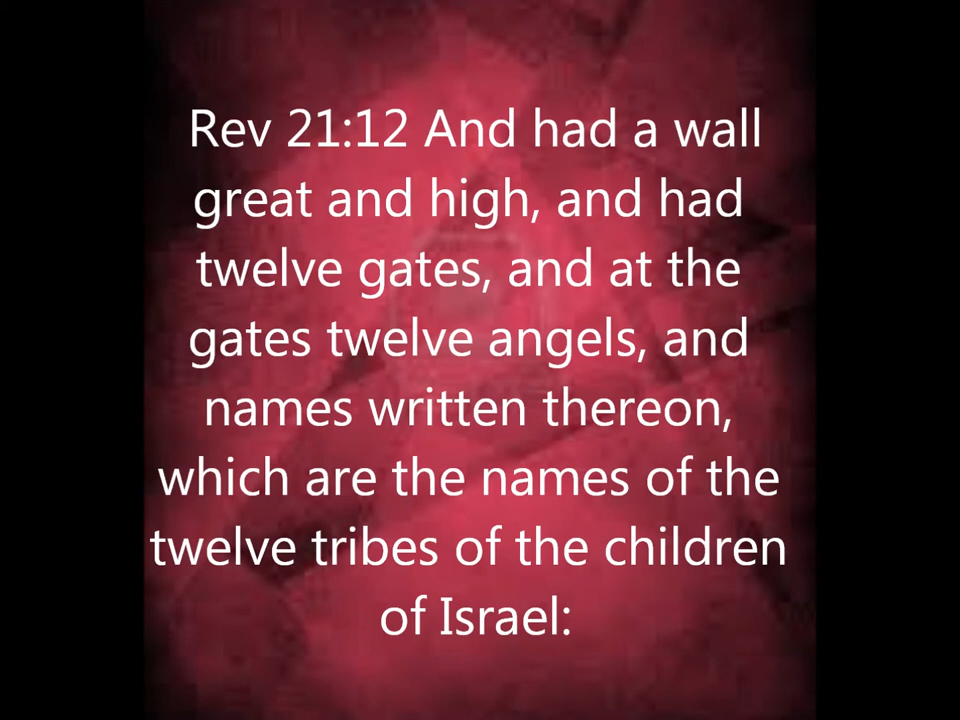 Rev 21:12 And had a wall
great and high, and had
twelve gates, and at the
gates twelve angels, and
names written thereon,
which are the names of the
twelve tribes of the children
of Israel: